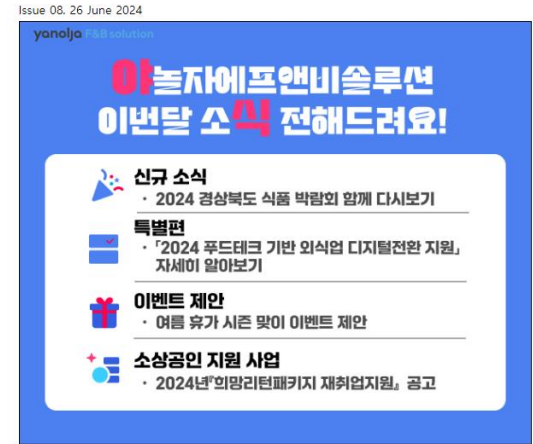 Issue 08. 26 June 2024
yanolja F&B solution
야놀자에프앤비솔루션
이번달 소식 전해드려요!
신규 소식
· 2024 경상북도 식품 박람회 함께 다시보기
특별편
· 「2024 푸드테크 기반 외식업 디지털전환 지원」
자세히 알아보기
이벤트 제안
· 여름 휴가 시즌 맞이 이벤트 제안
소상공인 지원 사업
· 2024년『희망리턴패키지 재취업지원』 공고